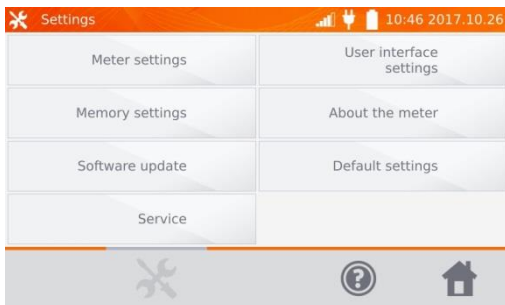 Settings
10:46 2017.10.26
Meter settings
User interface
settings
Memory settings
About the meter
Software update
Default settings
Service
?